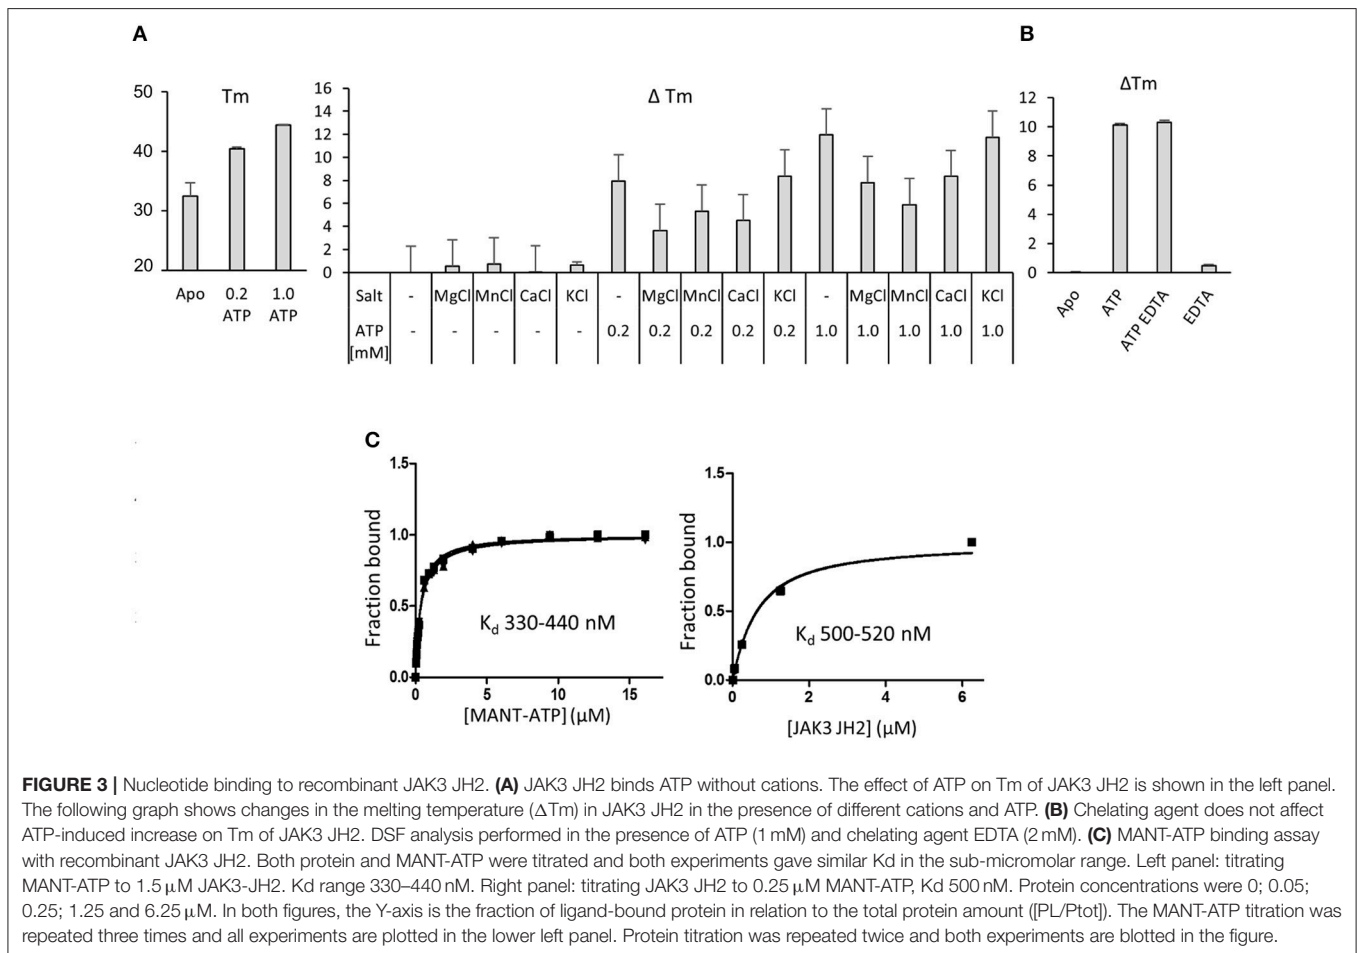 A
B
50
40
30
20
Tm
Apo
0.2
ATP
1.0
ATP
16
14
12
10
8
6
4
2
0
Δ Tm
Salt - MgCl MnCl CaCl KCl - MgCl MnCl CaCl KCl - MgCl MnCl CaCl KCl
ATP - - - - - 0.2 0.2 0.2 0.2 0.2 1.0 1.0 1.0 1.0 1.0
[mM]
ΔTm
12
10
8
6
4
2
0
Apo
ATP
ATP EDTA
EDTA
C
1.5
1.0
0.5
0.0
Fraction bound
Kd 330-440 nM
0 5 10 15
[MANT-ATP] (μM)
1.5
1.0
0.5
0.0
Fraction bound
Kd 500-520 nM
0 2 4 6
[JAK3 JH2] (μM)
FIGURE 3 | Nucleotide binding to recombinant JAK3 JH2. (A) JAK3 JH2 binds ATP without cations. The effect of ATP on Tm of JAK3 JH2 is shown in the left panel.
The following graph shows changes in the melting temperature (ΔTm) in JAK3 JH2 in the presence of different cations and ATP. (B) Chelating agent does not affect
ATP-induced increase on Tm of JAK3 JH2. DSF analysis performed in the presence of ATP (1 mM) and chelating agent EDTA (2 mM). (C) MANT-ATP binding assay
with recombinant JAK3 JH2. Both protein and MANT-ATP were titrated and both experiments gave similar Kd in the sub-micromolar range. Left panel: titrating
MANT-ATP to 1.5 μM JAK3-JH2. Kd range 330–440 nM. Right panel: titrating JAK3 JH2 to 0.25 μM MANT-ATP, Kd 500 nM. Protein concentrations were 0; 0.05;
0.25; 1.25 and 6.25 μM. In both figures, the Y-axis is the fraction of ligand-bound protein in relation to the total protein amount ([PL/Ptot]). The MANT-ATP titration was
repeated three times and all experiments are plotted in the lower left panel. Protein titration was repeated twice and both experiments are blotted in the figure.